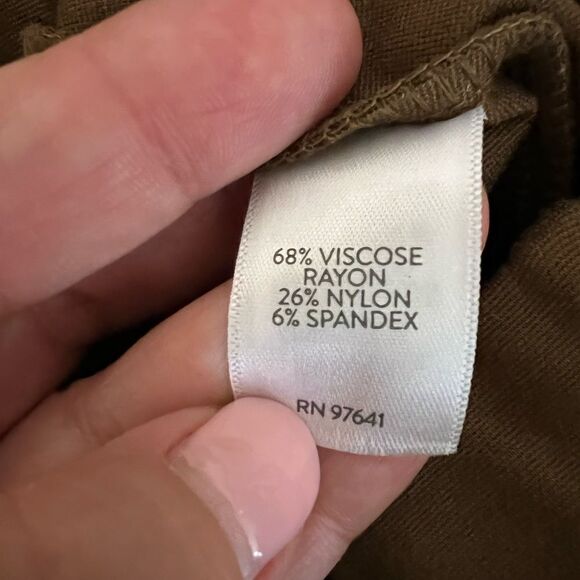 68% VISCOSE
RAYON
26% NYLON
6% SPANDEX
RN 97641